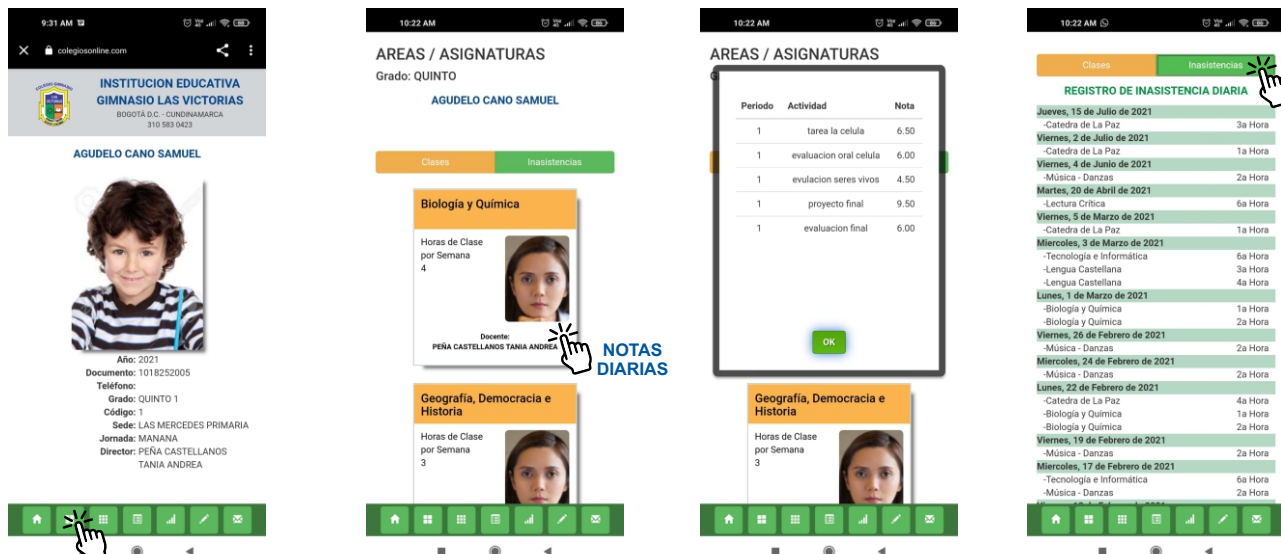 9:31 AM
colegiosonline.com
INSTITUCION EDUCATIVA
GIMNASIO LAS VICTORIAS
BOGOTÁ D.C. - CUNDINAMARCA
310 583 0423
AGUDELO CANO SAMUEL
Año: 2021
Documento: 1018252005
Teléfono:
Grado: QUINTO 1
Código: 1
Sede: LAS MERCEDES PRIMARIA
Jornada: MANANA
Director: PEÑA CASTELLANOS
TANIA ANDREA
10:22 AM
AREAS / ASIGNATURAS
Grado: QUINTO
AGUDELO CANO SAMUEL
Clases Inasistencias
Biología y Química
Horas de Clase
por Semana
4
Docente:
PEÑA CASTELLANOS TANIA ANDREA
NOTAS
DIARIAS
Geografía, Democracia e
Historia
Horas de Clase
por Semana
3
10:22 AM
AREAS / ASIGNATURAS
Periodo Actividad Nota
1 tarea la celula 6.50
1 evaluacion oral celula 6.00
1 evulacion seres vivos 4.50
1 proyecto final 9.50
1 evaluacion final 6.00
OK
Geografía, Democracia e
Historia
Horas de Clase
por Semana
3
10:22 AM
Clases Inasistencias
REGISTRO DE INASISTENCIA DIARIA
Jueves, 15 de Julio de 2021
-Catedra de La Paz 3a Hora
Viernes, 2 de Julio de 2021
-Catedra de La Paz 1a Hora
Viernes, 4 de Junio de 2021
-Música - Danzas 2a Hora
Martes, 20 de Abril de 2021
-Lectura Crítica 6a Hora
Viernes, 5 de Marzo de 2021
-Catedra de La Paz 1a Hora
Miercoles, 3 de Marzo de 2021
-Tecnología e Informática 6a Hora
-Lengua Castellana 3a Hora
-Lengua Castellana 4a Hora
Lunes, 1 de Marzo de 2021
-Biología y Química 1a Hora
-Biología y Química 2a Hora
Viernes, 26 de Febrero de 2021
-Música - Danzas 2a Hora
Miercoles, 24 de Febrero de 2021
-Música - Danzas 2a Hora
Lunes, 22 de Febrero de 2021
-Catedra de La Paz 4a Hora
-Biología y Química 1a Hora
-Biología y Química 2a Hora
Viernes, 19 de Febrero de 2021
-Música - Danzas 2a Hora
Miercoles, 17 de Febrero de 2021
-Tecnología e Informática 6a Hora
-Música - Danzas 2a Hora